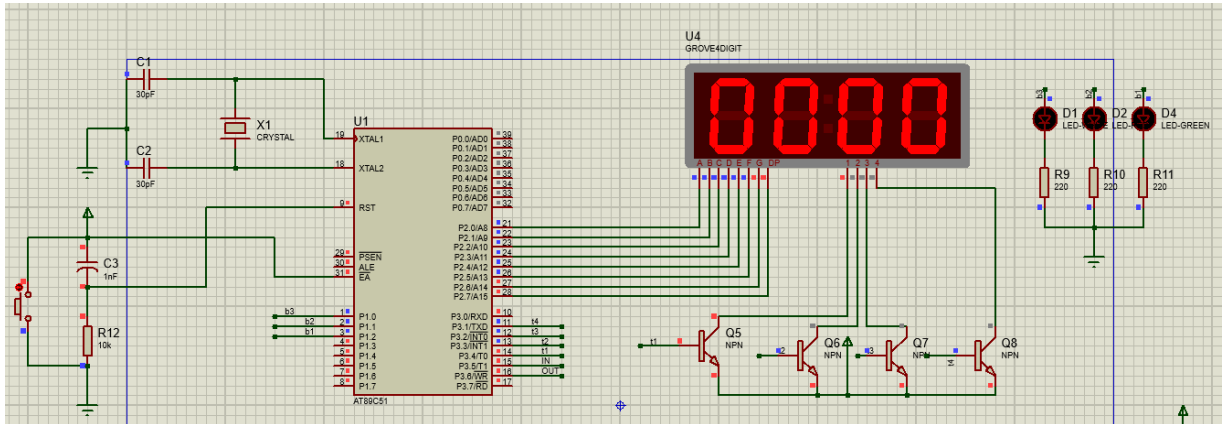 C1
30pF
X1
CRYSTAL
C2
30pF
C3
1nF
R12
10k
U1
19 XTAL1
18 XTAL2
9 RST
29 PSEN
30 ALE
31 EA
1 P1.0
2 P1.1
3 P1.2
4 P1.3
5 P1.4
6 P1.5
7 P1.6
8 P1.7
b3
b2
b1
P0.0/AD0 39
P0.1/AD1 38
P0.2/AD2 37
P0.3/AD3 36
P0.4/AD4 35
P0.5/AD5 34
P0.6/AD6 33
P0.7/AD7 32
P2.0/A8 21
P2.1/A9 22
P2.2/A10 23
P2.3/A11 24
P2.4/A12 25
P2.5/A13 26
P2.6/A14 27
P2.7/A15 28
P3.0/RXD 10
P3.1/TXD 11
P3.2/INT0 12
P3.3/INT1 13
P3.4/T0 14
P3.5/T1 15
P3.6/WR 16
P3.7/RD 17
t4
t3
t2
t1
IN
OUT
AT89C51
U4
GROVE4DIGIT
0000
A B C D E F G DP
1 2 3 4
t1
Q5
NPN
Q6
NPN
Q7
NPN
t4
Q8
NPN
b3
b2
b1
D1
D2
D4
LED-GREEN
R9
220
R10
220
R11
220